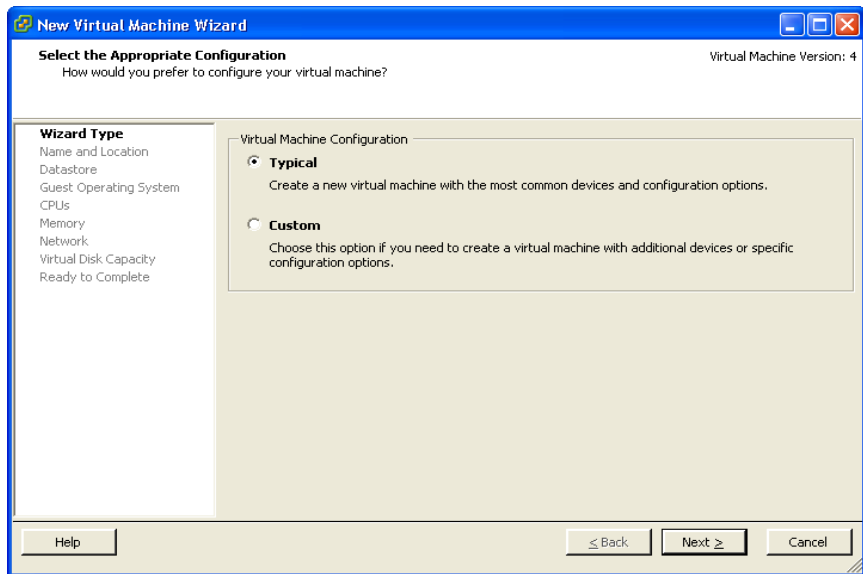 New Virtual Machine Wizard
Select the Appropriate Configuration
How would you prefer to configure your virtual machine?
Virtual Machine Version: 4
Wizard Type
Name and Location
Datastore
Guest Operating System
CPUs
Memory
Network
Virtual Disk Capacity
Ready to Complete
Virtual Machine Configuration
Typical
Create a new virtual machine with the most common devices and configuration options.
Custom
Choose this option if you need to create a virtual machine with additional devices or specific
configuration options.
Help
< Back
Next >
Cancel